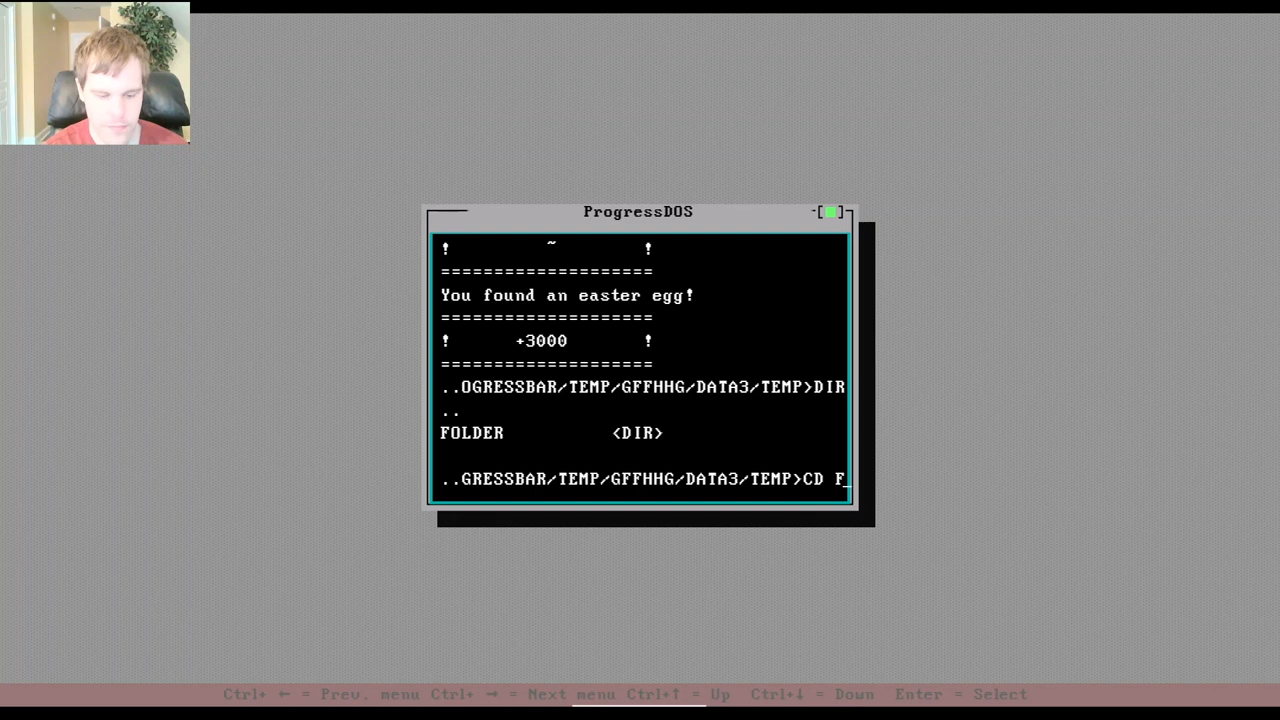 ProgressDOS
-[ ]-
! ~ !
====================
You found an easter egg!
====================
! +3000 !
====================
..OGRESSBAR/TEMP/GFFHHG/DATA3/TEMP>DIR
..
FOLDER <DIR>
..GRESSBAR/TEMP/GFFHHG/DATA3/TEMP>CD F_
Ctrl+ ← = Prev. menu Ctrl+ → = Next menu Ctrl+↑ = Up Ctrl+↓ = Down Enter = Select